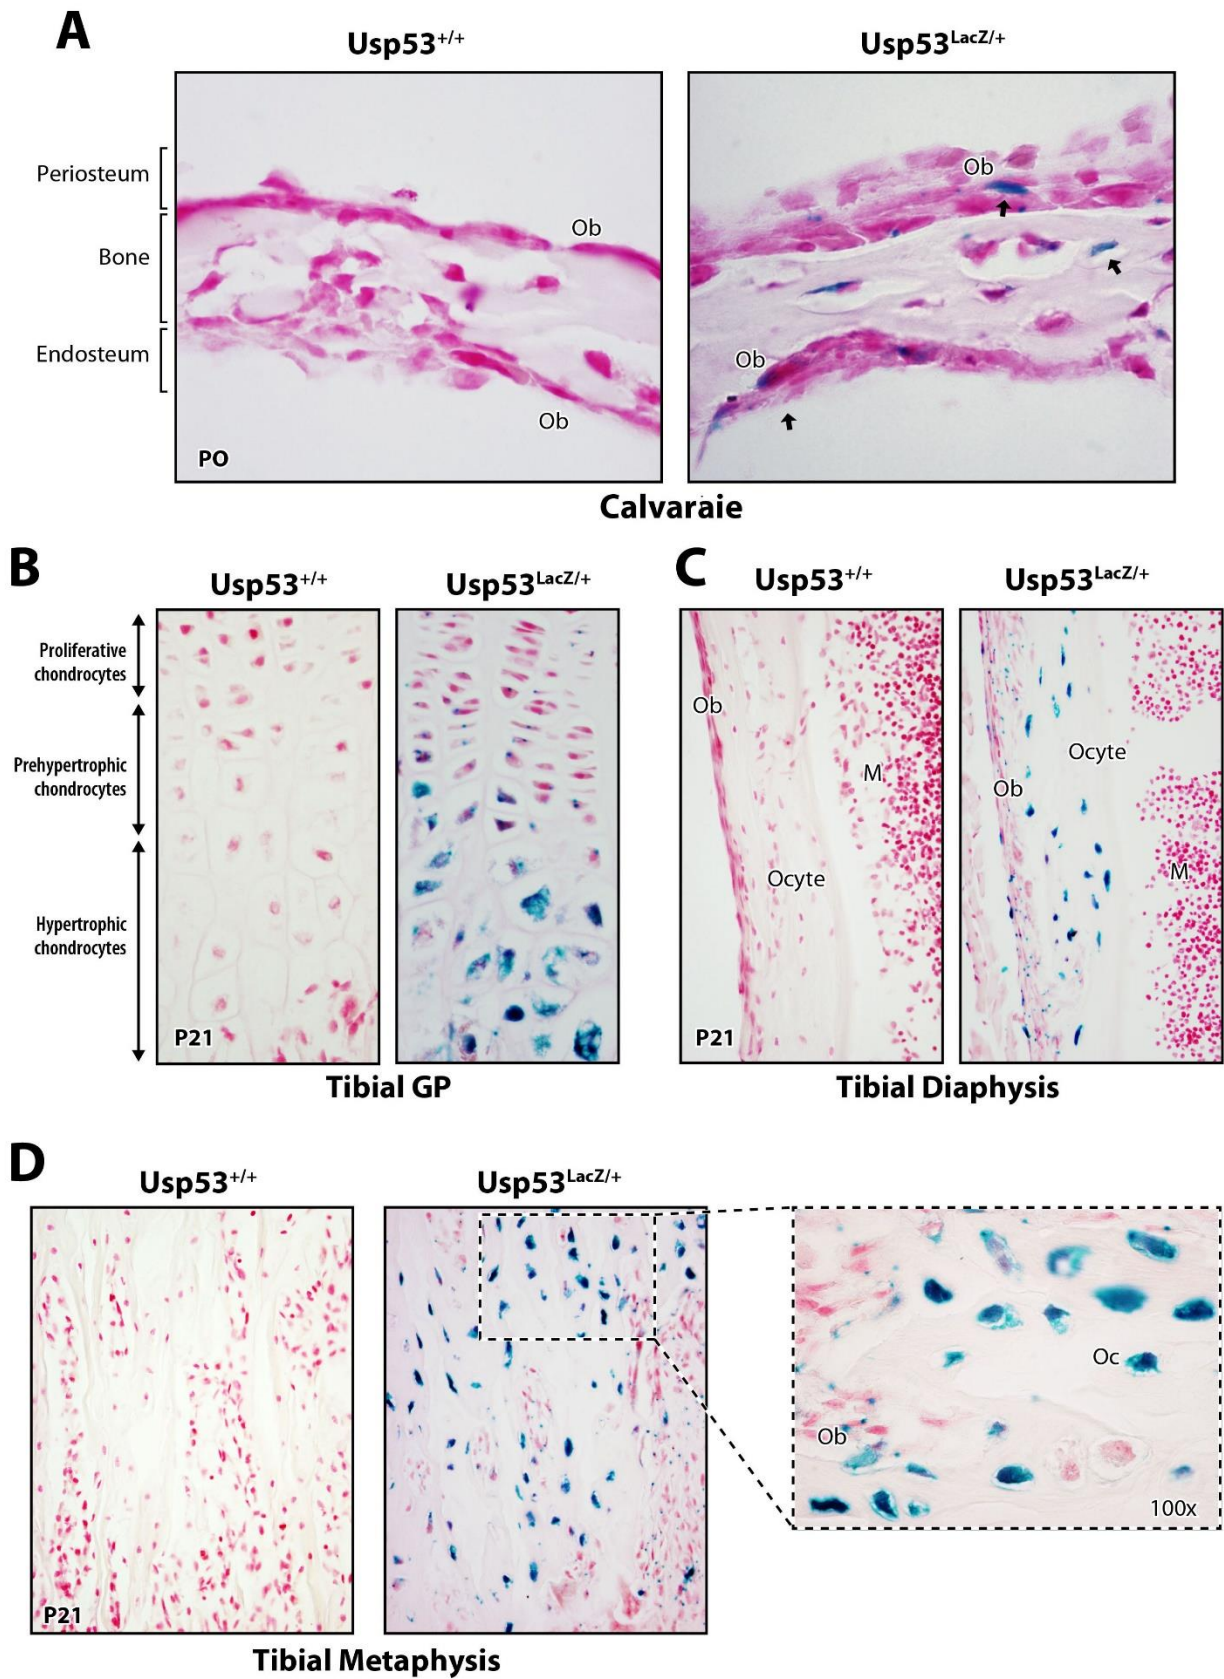 A
Usp53+/+
Usp53LacZ/+
Periosteum
Bone
Endosteum
Ob
Ob
PO
Ob
Ob
Calvaraie
B
Usp53+/+
Usp53LacZ/+
Proliferative
chondrocytes
Prehypertrophic
chondrocytes
Hypertrophic
chondrocytes
P21
Tibial GP
C
Usp53+/+
Usp53LacZ/+
Ob
M
Ocyte
P21
Ocyte
Ob
M
Tibial Diaphysis
D
Usp53+/+
Usp53LacZ/+
P21
Oc
Ob
100x
Tibial Metaphysis